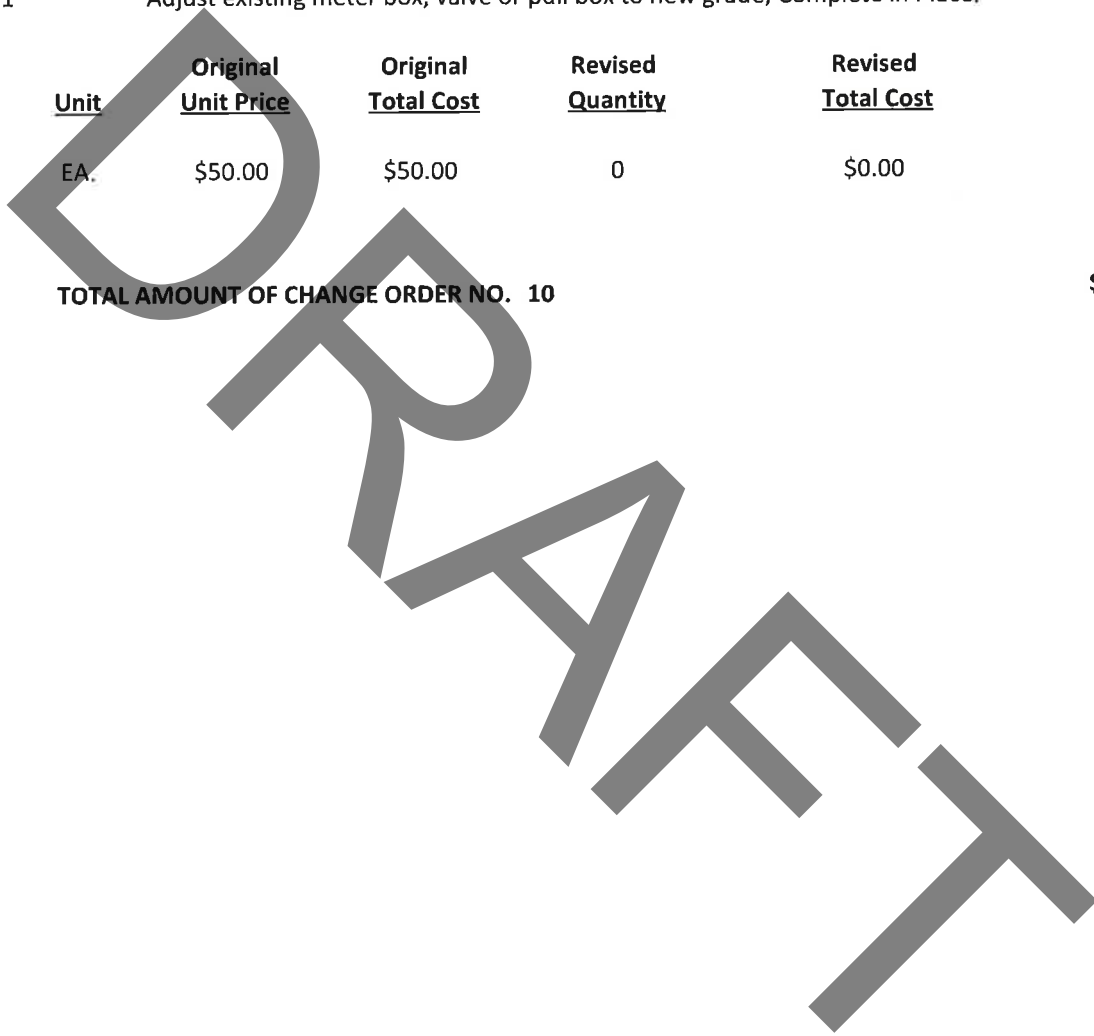 1 Adjust existing meter box, valve or pull box to new grade, Complete in Place,
Original Original Revised Revised
Unit Unit Price Total Cost Quantity Total Cost
EA. $50.00 $50.00 0 $0.00
TOTAL AMOUNT OF CHANGE ORDER NO. 10 $
DRAFT